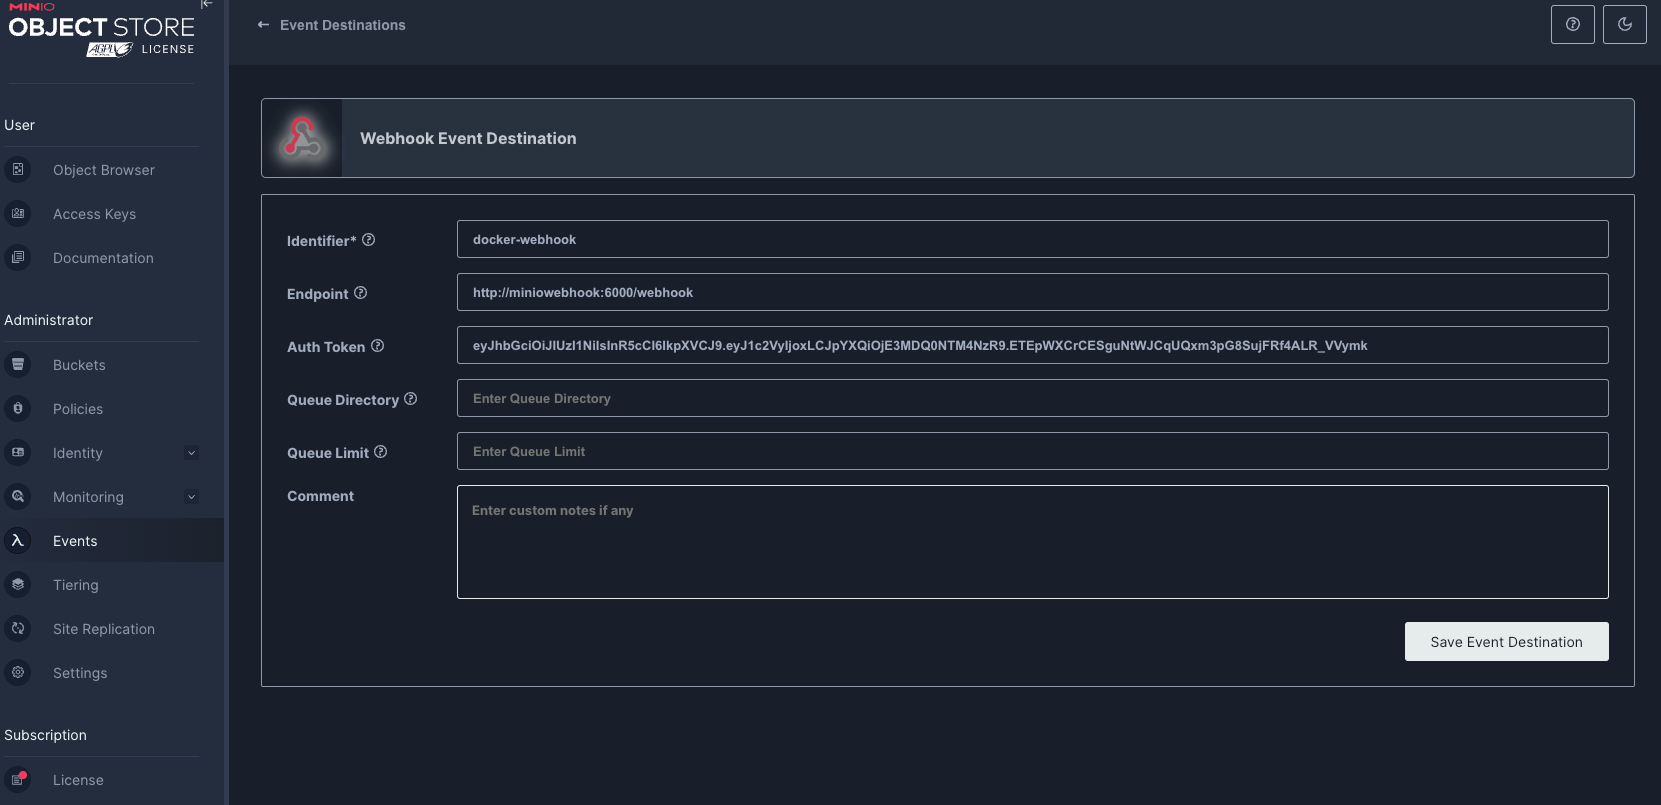 MINIO
OBJECT STORE
AGPLv3 LICENSE
User
Object Browser
Access Keys
Documentation
Administrator
Buckets
Policies
Identity
Monitoring
Events
Tiering
Site Replication
Settings
Subscription
License
Event Destinations
Webhook Event Destination
Identifier* docker-webhook
Endpoint http://miniowebhook:6000/webhook
Auth Token eyJhbGciOiJIUzI1NiIsInR5cCI6IkpXVCJ9.eyJ1c2VyIjoxLCJpYXQiOjE3MDQ0NTM4NzR9.ETEpWXCrCESguNtWJCqUQxm3pG8SujFRf4ALR_VVymk
Queue Directory Enter Queue Directory
Queue Limit Enter Queue Limit
Comment Enter custom notes if any
Save Event Destination